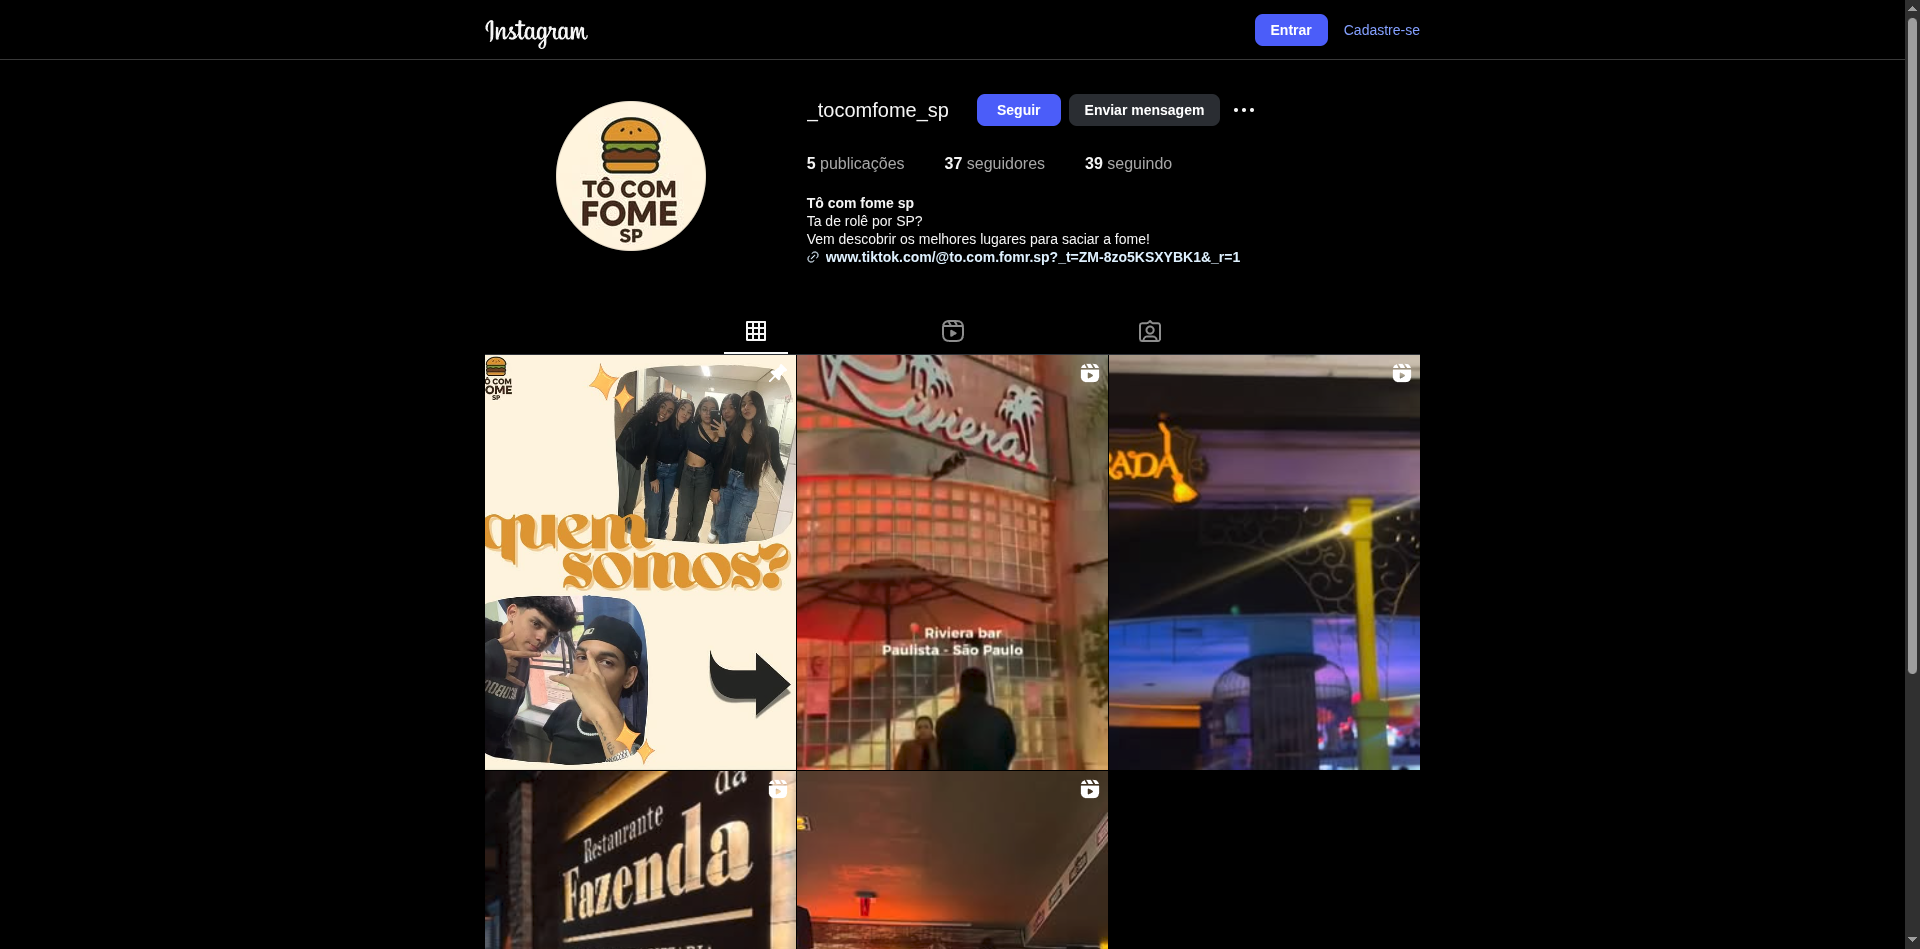 Instagram
Entrar
Cadastre-se
_tocomfome_sp
Seguir
Enviar mensagem
TÔ COM
FOME
SP
5 publicações
37 seguidores
39 seguindo
Tô com fome sp
Ta de rolê por SP?
Vem descobrir os melhores lugares para saciar a fome!
www.tiktok.com/@to.com.fomr.sp?_t=ZM-8zo5KSXYBK1&_r=1
Ô COM
OME
SP
quem
somos?
Riviera
Riviera bar
Paulista - São Paulo
RADA
da
Restaurante
Fazenda